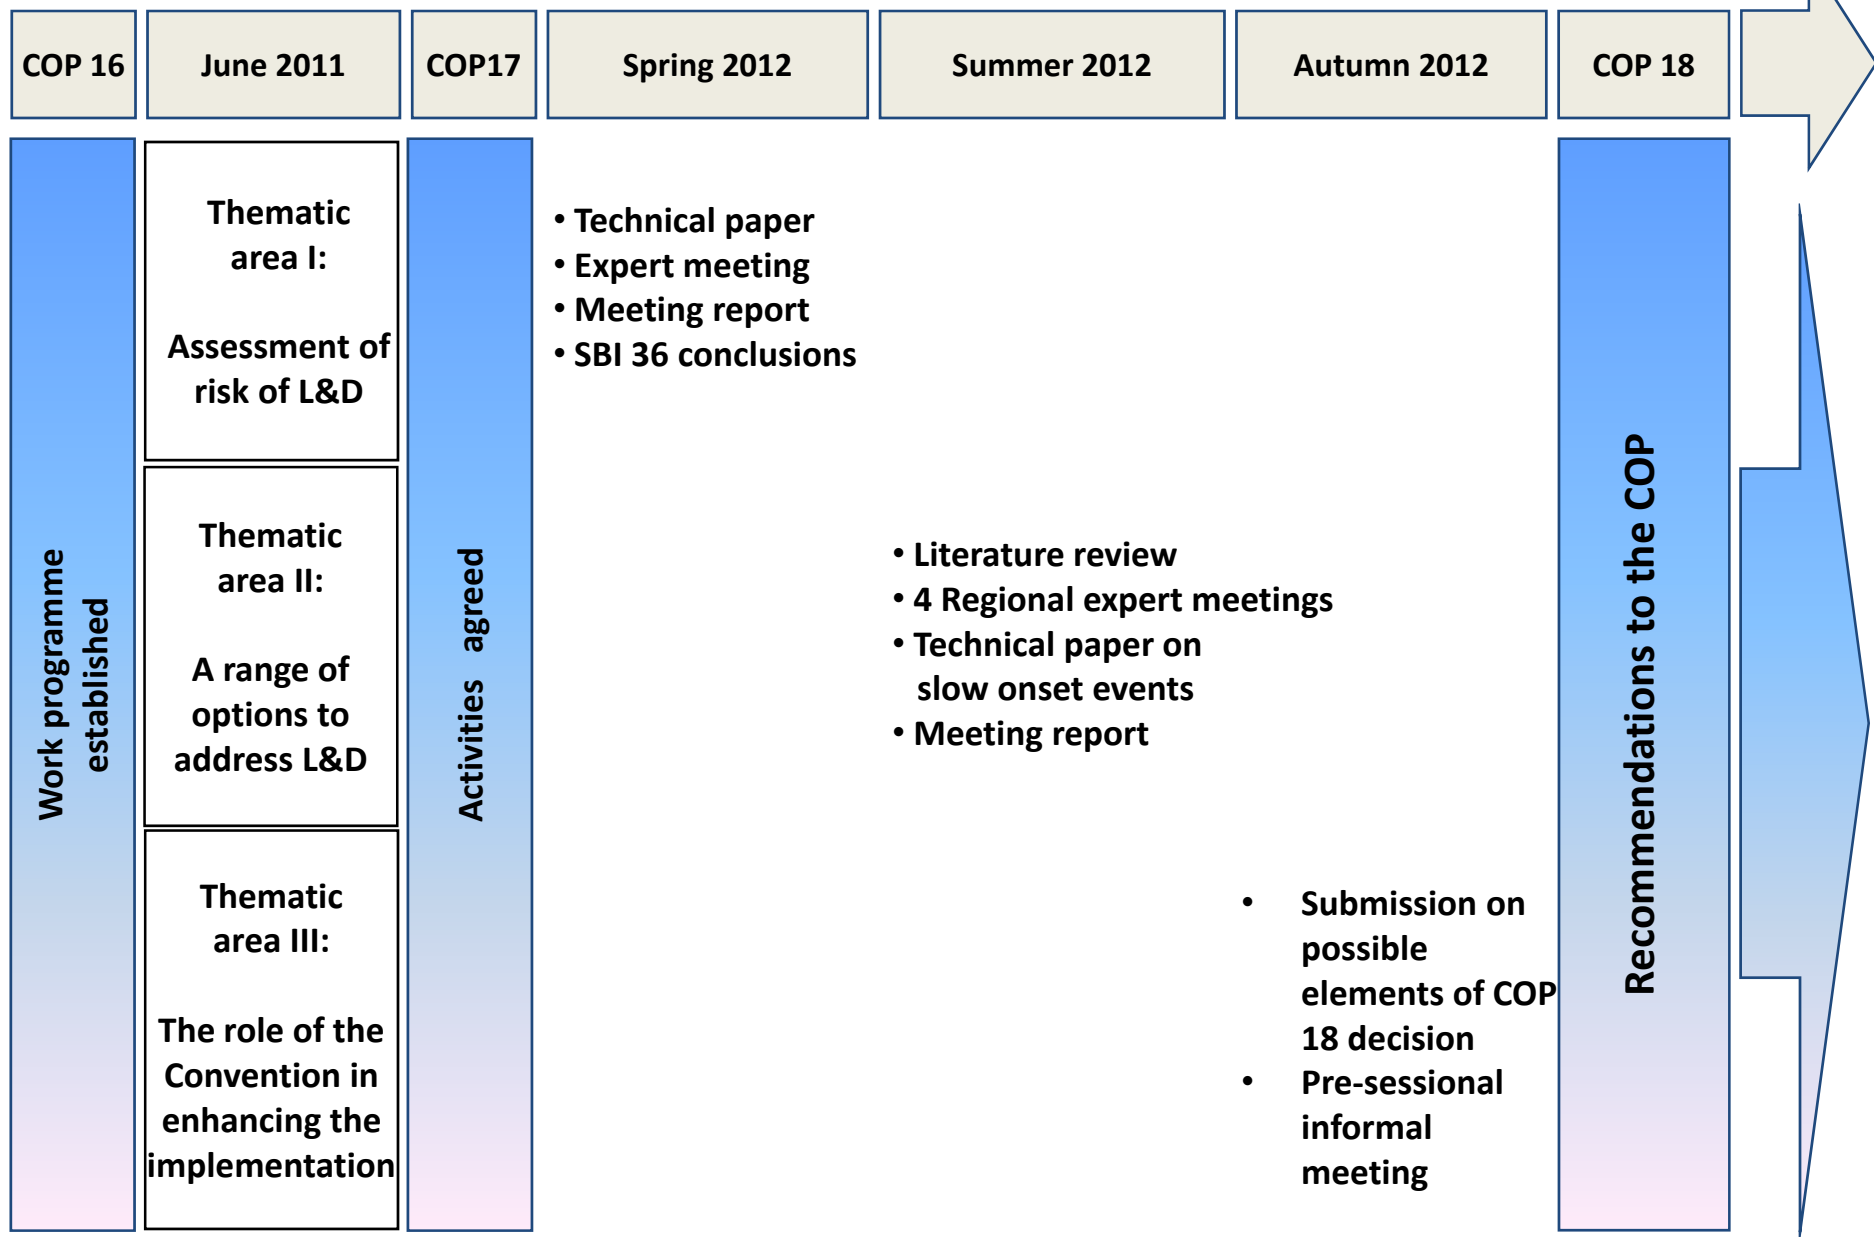 COP 16
June 2011
COP17
Spring 2012
Summer 2012
Autumn 2012
COP 18
Work programme
established
Thematic
area I:
Assessment of
risk of L&D
Thematic
area II:
A range of
options to
address L&D
Thematic
area III:
The role of the
Convention in
enhancing the
implementation
Activities agreed
• Technical paper
• Expert meeting
• Meeting report
• SBI 36 conclusions
• Literature review
• 4 Regional expert meetings
• Technical paper on
slow onset events
• Meeting report
• Submission on
possible
elements of COP
18 decision
• Pre-sessional
informal
meeting
Recommendations to the COP